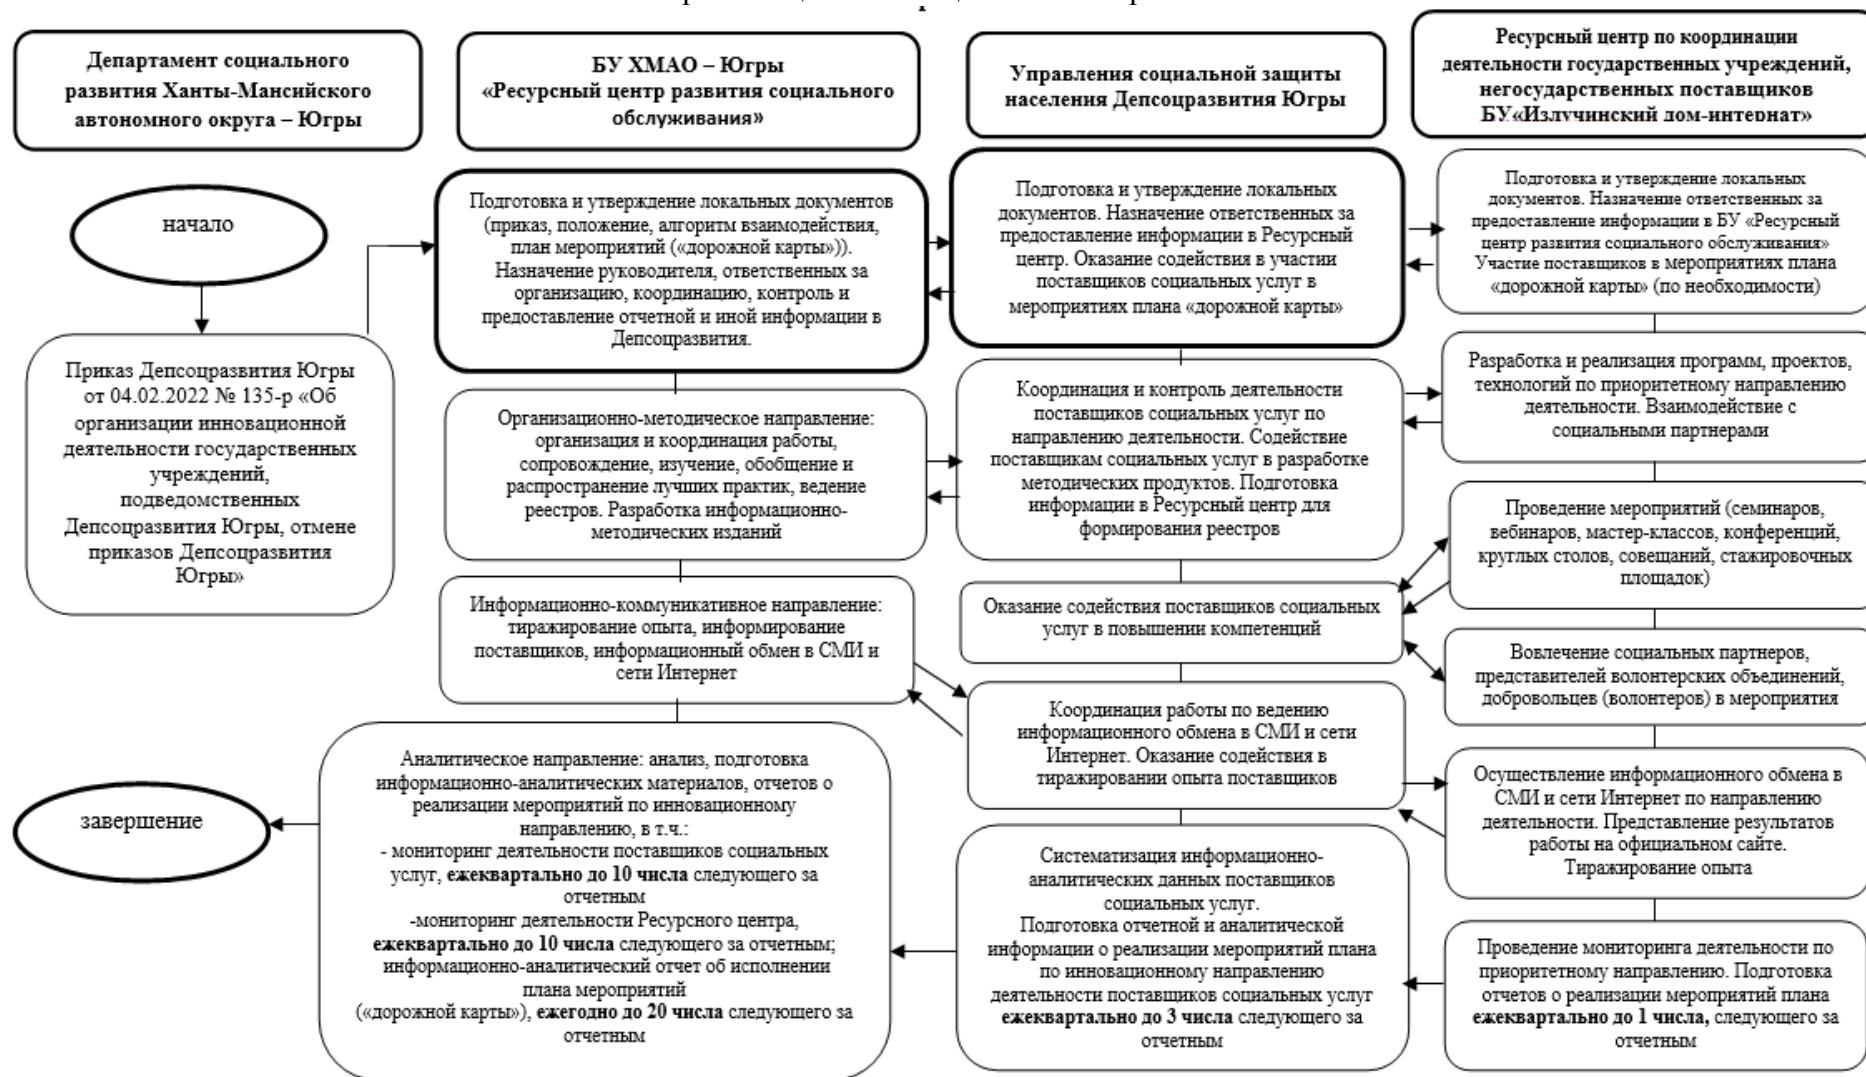 Департамент социального
развития Ханты-Мансийского
автономного округа – Югры
БУ ХМАО – Югры
«Ресурсный центр развития социального
обслуживания»
Управления социальной защиты
населения Депсоцразвития Югры
Ресурсный центр по координации
деятельности государственных учреждений,
негосударственных поставщиков
БУ«Излучинский дом-интернат»
начало
Приказ Депсоцразвития Югры
от 04.02.2022 № 135-р «Об
организации инновационной
деятельности государственных
учреждений,
подведомственных
Депсоцразвития Югры, отмене
приказов Депсоцразвития
Югры»
завершение
Подготовка и утверждение локальных документов
(приказ, положение, алгоритм взаимодействия,
план мероприятий («дорожной карты»)).
Назначение руководителя, ответственных за
организацию, координацию, контроль и
предоставление отчетной и иной информации в
Депсоцразвития.
Организационно-методическое направление:
организация и координация работы,
сопровождение, изучение, обобщение и
распространение лучших практик, ведение
реестров. Разработка информационно-
методических изданий
Информационно-коммуникативное направление:
тиражирование опыта, информирование
поставщиков, информационный обмен в СМИ и
сети Интернет
Аналитическое направление: анализ, подготовка
информационно-аналитических материалов, отчетов о
реализации мероприятий по инновационному
направлению, в т.ч.:
- мониторинг деятельности поставщиков социальных
услуг, ежеквартально до 10 числа следующего за
отчетным
-мониторинг деятельности Ресурсного центра,
ежеквартально до 10 числа следующего за отчетным;
информационно-аналитический отчет об исполнении
плана мероприятий
(«дорожной карты»), ежегодно до 20 числа следующего за
отчетным
Подготовка и утверждение локальных
документов. Назначение ответственных за
предоставление информации в Ресурсный
центр. Оказание содействия в участии
поставщиков социальных услуг в
мероприятиях плана «дорожной карты»
Координация и контроль деятельности
поставщиков социальных услуг по
направлению деятельности. Содействие
поставщикам социальных услуг в разработке
методических продуктов. Подготовка
информации в Ресурсный центр для
формирования реестров
Оказание содействия поставщиков социальных
услуг в повышении компетенций
Координация работы по ведению
информационного обмена в СМИ и сети
Интернет. Оказание содействия в
тиражировании опыта поставщиков
Систематизация информационно-
аналитических данных поставщиков
социальных услуг.
Подготовка отчетной и аналитической
информации о реализации мероприятий плана
по инновационному направлению
деятельности поставщиков социальных услуг
ежеквартально до 3 числа следующего за
отчетным
Подготовка и утверждение локальных
документов. Назначение ответственных за
предоставление информации в БУ «Ресурсный
центр развития социального обслуживания»
Участие поставщиков в мероприятиях плана
«дорожной карты» (по необходимости)
Разработка и реализация программ, проектов,
технологий по приоритетному направлению
деятельности. Взаимодействие с
социальными партнерами
Проведение мероприятий (семинаров,
вебинаров, мастер-классов, конференций,
круглых столов, совещаний, стажировочных
площадок)
Вовлечение социальных партнеров,
представителей волонтерских объединений,
добровольцев (волонтеров) в мероприятия
Осуществление информационного обмена в
СМИ и сети Интернет по направлению
деятельности. Представление результатов
работы на официальном сайте.
Тиражирование опыта
Проведение мониторинга деятельности по
приоритетному направлению. Подготовка
отчетов о реализации мероприятий плана
ежеквартально до 1 числа, следующего за
отчетным